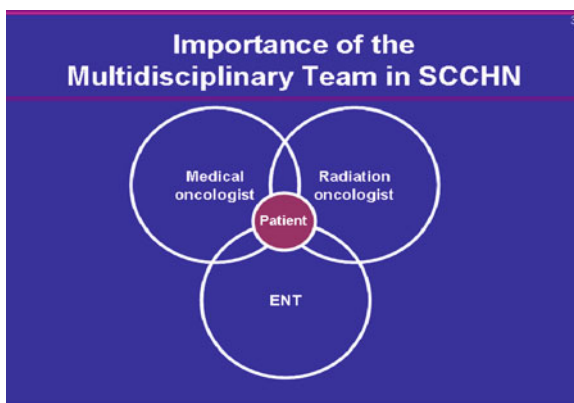 Importance of the
Multidisciplinary Team in SCCHN
Medical
oncologist
Radiation
oncologist
Patient
ENT